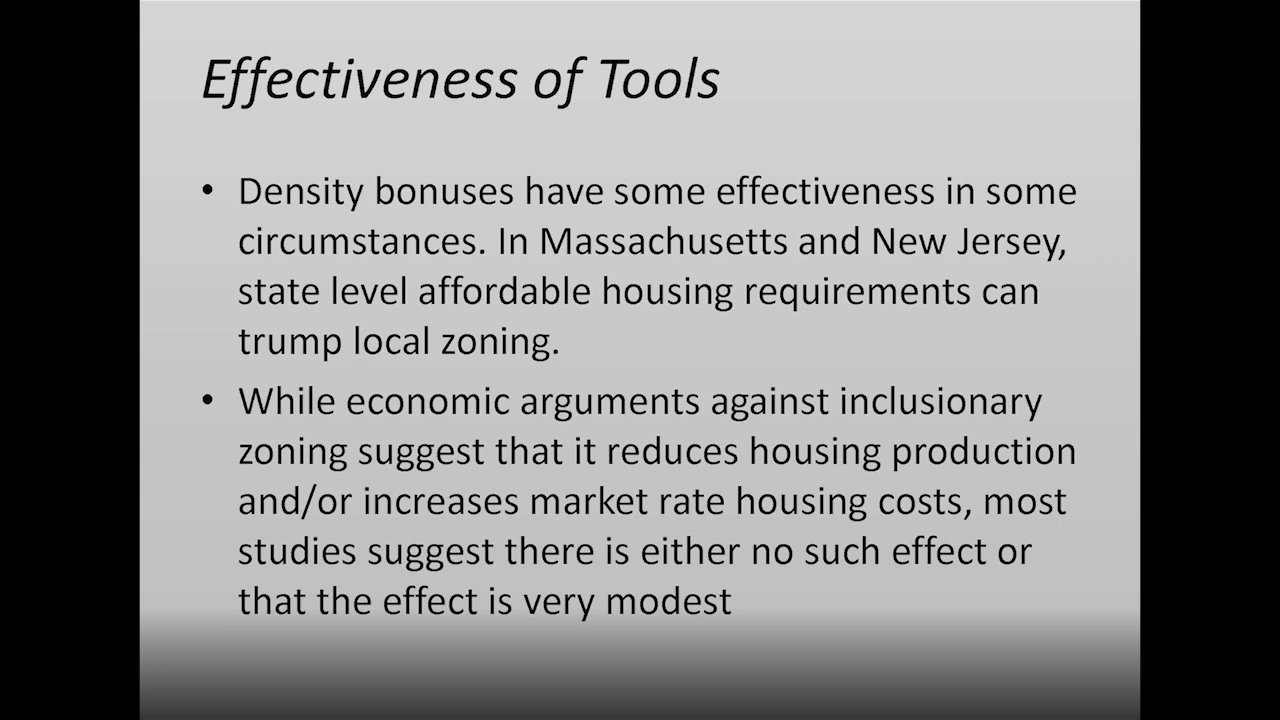 Effectiveness of Tools
• Density bonuses have some effectiveness in some
circumstances. In Massachusetts and New Jersey,
state level affordable housing requirements can
trump local zoning.
• While economic arguments against inclusionary
zoning suggest that it reduces housing production
and/or increases market rate housing costs, most
studies suggest there is either no such effect or
that the effect is very modest